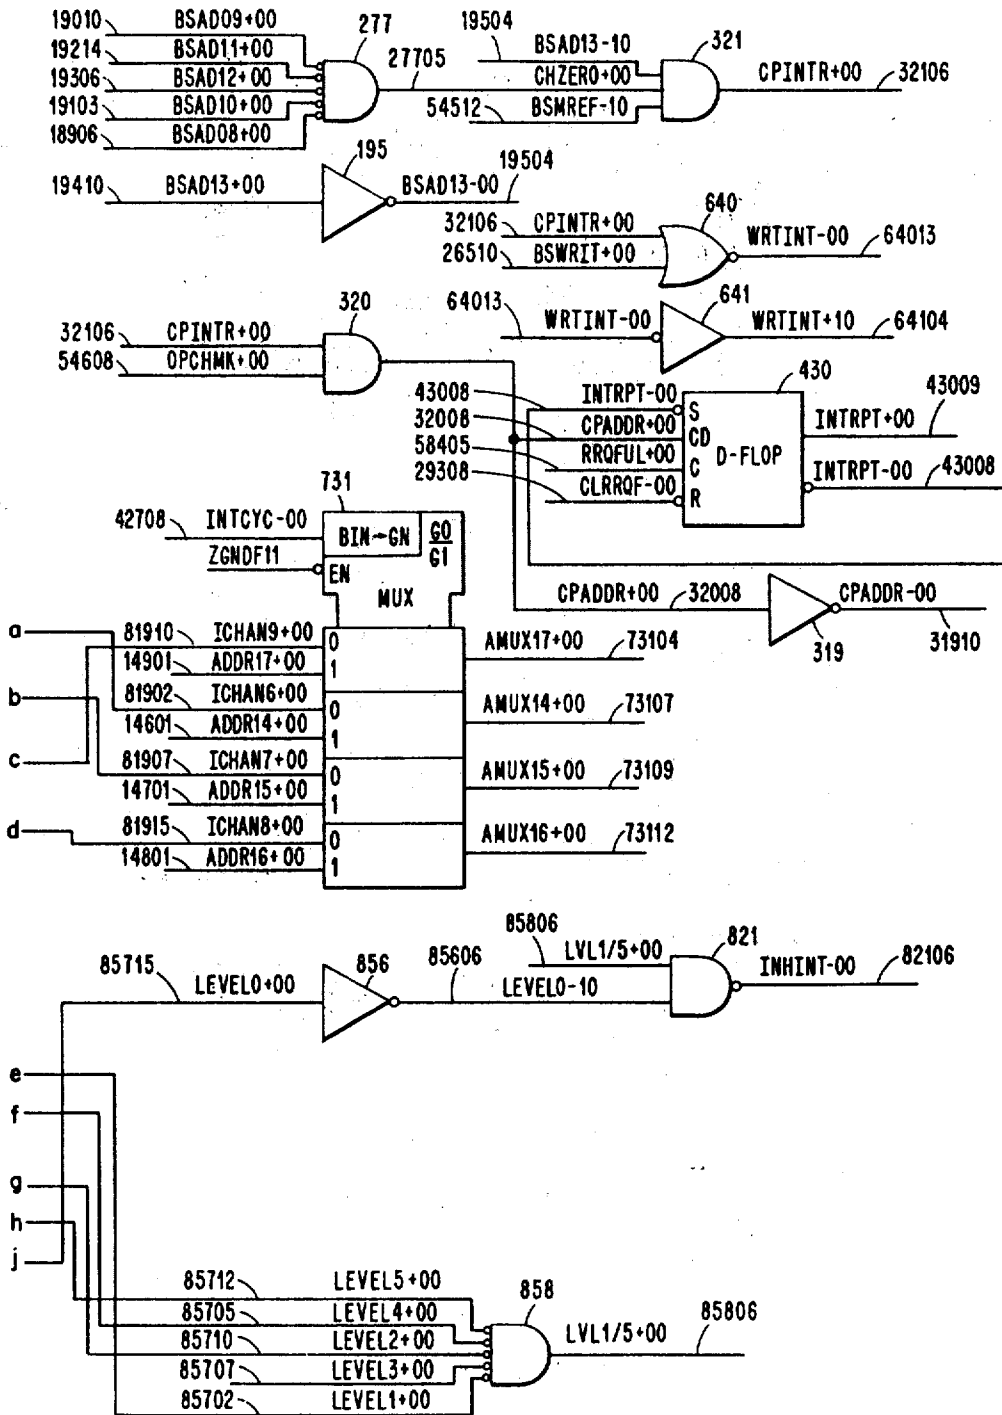 19010 BSAD09+00 277
19214 BSAD11+00
19306 BSAD12+00
19103 BSAD10+00
18906 BSAD08+00
27705
19504 BSAD13-10 321
CHZERO+00 CPINTR+00 32106
54512 BSMREF-10
195
19410 BSAD13+00 BSAD13-00 19504
640
32106 CPINTR+00 WRTINT-00 64013
26510 BSWRIT+00
320
32106 CPINTR+00
54608 OPCHMK+00
64013 WRTINT-00 641 WRTINT+10 64104
430
43008 INTRPT-00 S
32008 CPADDR+00 CD
58405 RRQFUL+00 C
29308 CLRRQF-00 R
D-FLOP
INTRPT+00 43009
INTRPT-00 43008
731
42708 INTCYC-00 BIN→GN G0
G1
ZGNDF11 EN
MUX
CPADDR+00 32008 CPADDR-00 31910
319
a 81910 ICHAN9+00 0 AMUX17+00 73104
14901 ADDR17+00 1
b 81902 ICHAN6+00 0 AMUX14+00 73107
14601 ADDR14+00 1
c 81907 ICHAN7+00 0 AMUX15+00 73109
14701 ADDR15+00 1
d 81915 ICHAN8+00 0 AMUX16+00 73112
14801 ADDR16+00 1
85806 LVL1/5+00 821
INHINT-00 82106
85715 LEVEL0+00 856 85606 LEVEL0-10
e
f
g
h
j
85712 LEVEL5+00 858
85705 LEVEL4+00
85710 LEVEL2+00
85707 LEVEL3+00
85702 LEVEL1+00
LVL1/5+00 85806